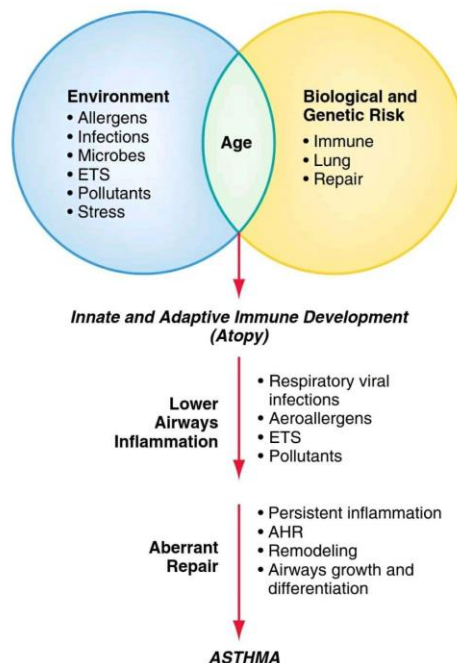 Environment
• Allergens
• Infections
• Microbes
• ETS
• Pollutants
• Stress
Age
Biological and
Genetic Risk
• Immune
• Lung
• Repair
Innate and Adaptive Immune Development
(Atopy)
Lower
Airways
Inflammation
• Respiratory viral
infections
• Aeroallergens
• ETS
• Pollutants
Aberrant
Repair
• Persistent inflammation
• AHR
• Remodeling
• Airways growth and
differentiation
ASTHMA